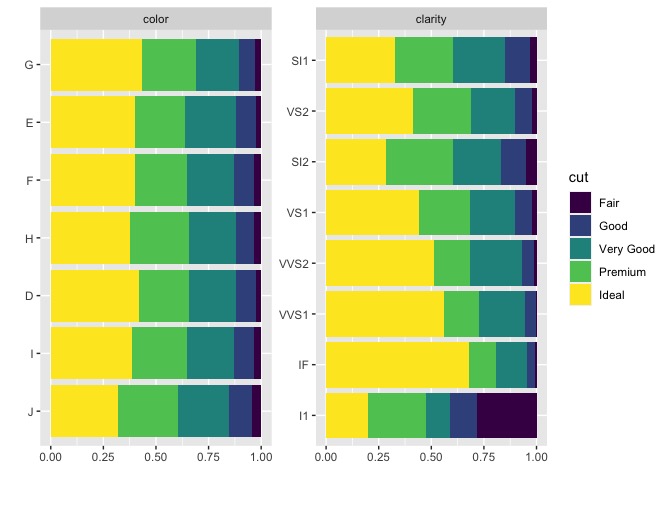 color
G
E
F
H
D
I
J
0.00 0.25 0.50 0.75 1.00
clarity
SI1
VS2
SI2
VS1
VVS2
VVS1
IF
I1
0.00 0.25 0.50 0.75 1.00
cut
Fair
Good
Very Good
Premium
Ideal